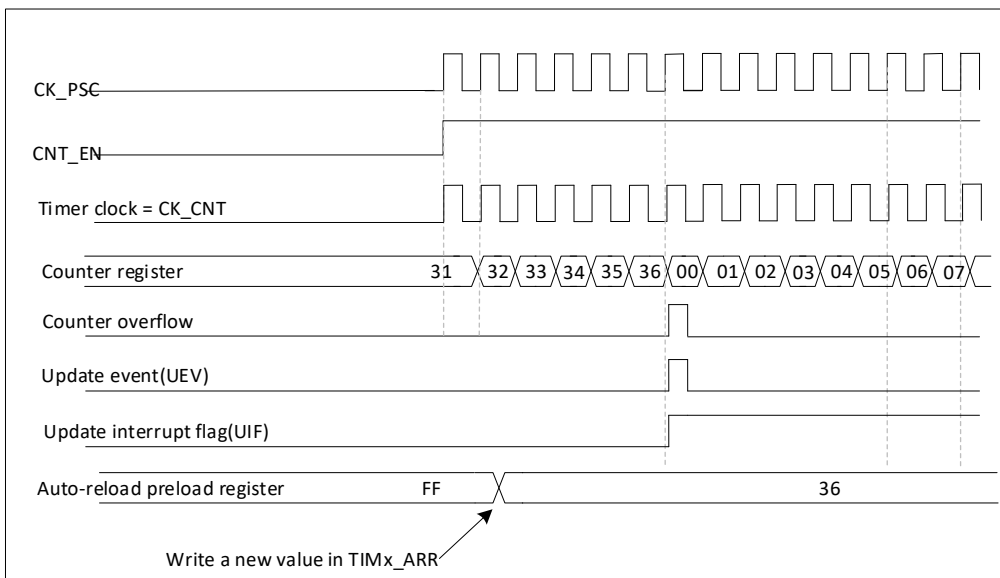 CK_PSC
CNT_EN
Timer clock = CK_CNT
Counter register 31 32 33 34 35 36 00 01 02 03 04 05 06 07
Counter overflow
Update event(UEV)
Update interrupt flag(UIF)
Auto-reload preload register FF 36
Write a new value in TIMx_ARR